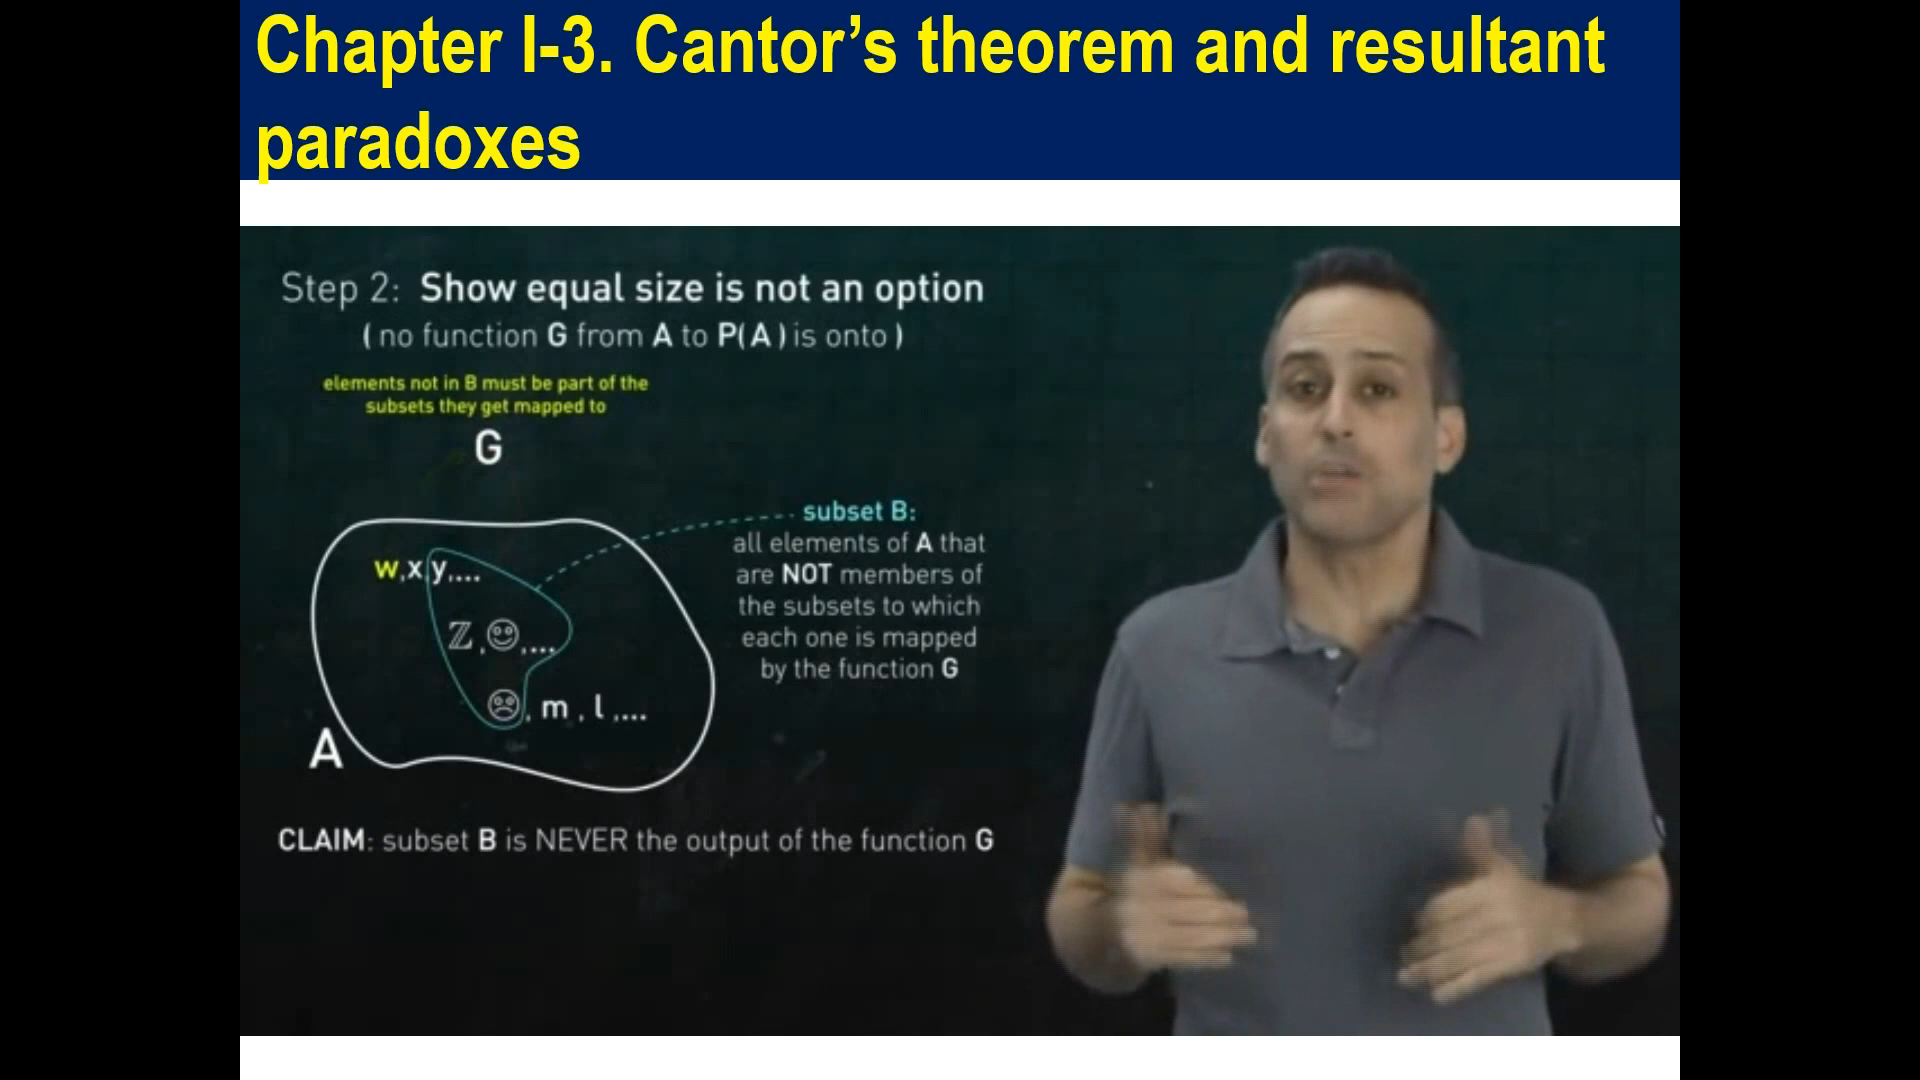 Chapter I-3. Cantor’s theorem and resultant
paradoxes
Step 2: Show equal size is not an option
( no function G from A to P( A ) is onto )
elements not in B must be part of the
subsets they get mapped to
G
subset B:
all elements of A that
are NOT members of
the subsets to which
each one is mapped
by the function G
w,x,y,....
ℤ,☺,...
☹, m , l ,....
A
CLAIM: subset B is NEVER the output of the function G